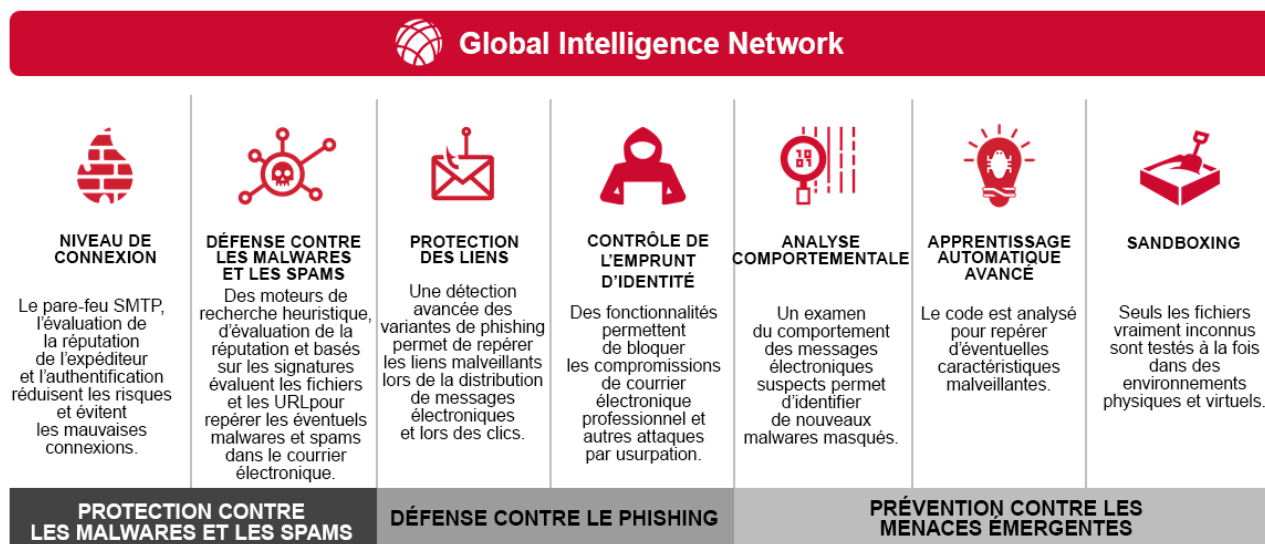 Global Intelligence Network
NIVEAU DE
CONNEXION
Le pare-feu SMTP,
l'évaluation de
la réputation
de l'expéditeur
et l'authentification
réduisent les risques
et évitent
les mauvaises
connexions.
DÉFENSE CONTRE
LES MALWARES
ET LES SPAMS
Des moteurs de
recherche heuristique,
d'évaluation de la
réputation et basés
sur les signatures
évaluent les fichiers
et les URLpour
repérer les éventuels
malwares et spams
dans le courrier
électronique.
PROTECTION
DES LIENS
Une détection
avancée des
variantes de phishing
permet de repérer
les liens malveillants
lors de la distribution
de messages
électroniques
et lors des clics.
CONTRÔLE DE
L'EMPRUNT
D'IDENTITÉ
Des fonctionnalités
permettent
de bloquer
les compromissions
de courrier
électronique
professionnel et
autres attaques
par usurpation.
10
01
ANALYSE
COMPORTEMENTALE
Un examen
du comportement
des messages
électroniques
suspects permet
d'identifier
de nouveaux
malwares masqués.
APPRENTISSAGE
AUTOMATIQUE
AVANCÉ
Le code est analysé
pour repérer
d'éventuelles
caractéristiques
malveillantes.
SANDBOXING
Seuls les fichiers
vraiment inconnus
sont testés à la fois
dans des
environnements
physiques et virtuels.
PROTECTION CONTRE
LES MALWARES ET LES SPAMS
DÉFENSE CONTRE LE PHISHING
PRÉVENTION CONTRE LES
MENACES ÉMERGENTES